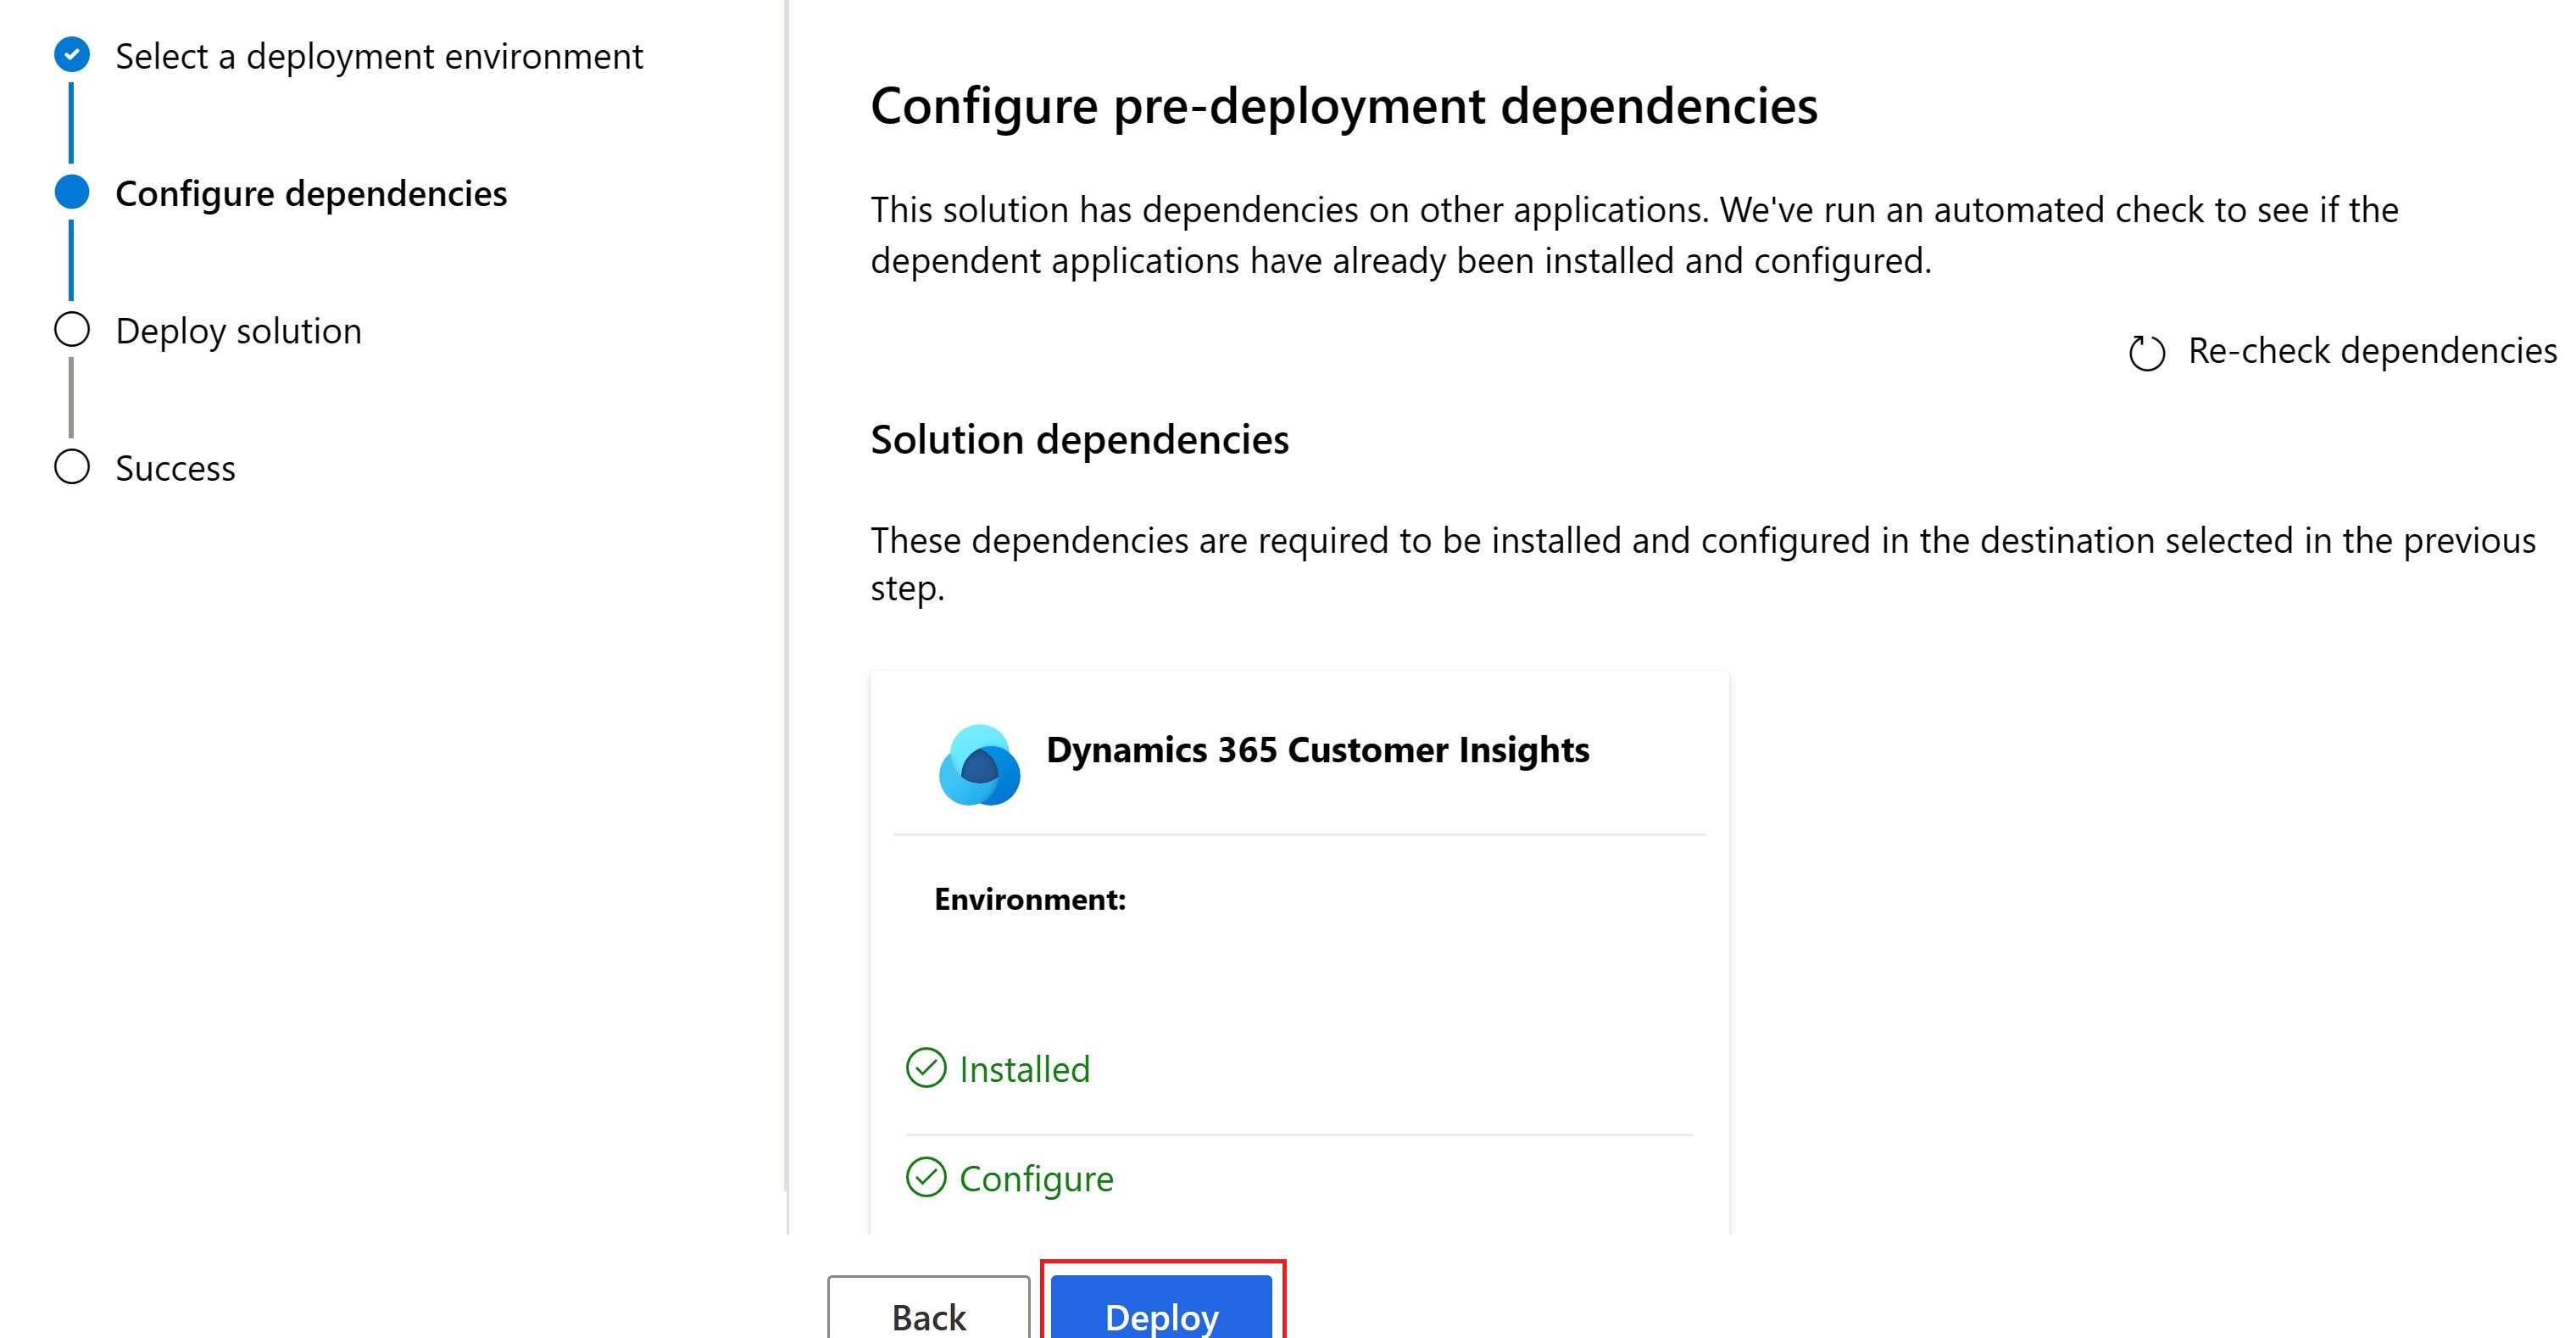 Select a deployment environment
Configure dependencies
Deploy solution
Success
Configure pre-deployment dependencies
This solution has dependencies on other applications. We've run an automated check to see if the
dependent applications have already been installed and configured.
Re-check dependencies
Solution dependencies
These dependencies are required to be installed and configured in the destination selected in the previous
step.
Dynamics 365 Customer Insights
Environment:
Installed
Configure
Back
Deploy